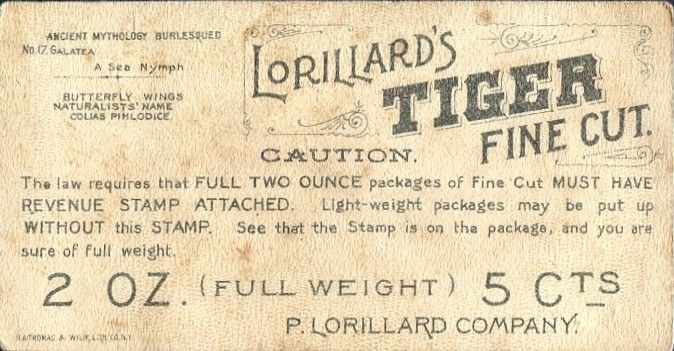 ANCIENT MYTHOLOGY BURLESQUED
No. 17. GALATEA
A Sea Nymph
BUTTERFLY WINGS
NATURALISTS' NAME
COLIAS PIHLODICE.
LORILLARD'S
TIGER
FINE CUT.
CAUTION.
The law requires that FULL TWO OUNCE packages of Fine Cut MUST HAVE
REVENUE STAMP ATTACHED. Light-weight packages may be put up
WITHOUT this STAMP. See that the Stamp is on the package, and you are
sure of full weight.
2 OZ. (FULL WEIGHT) 5 CTS
P. LORILLARD COMPANY.
LITH. CO. N.Y.